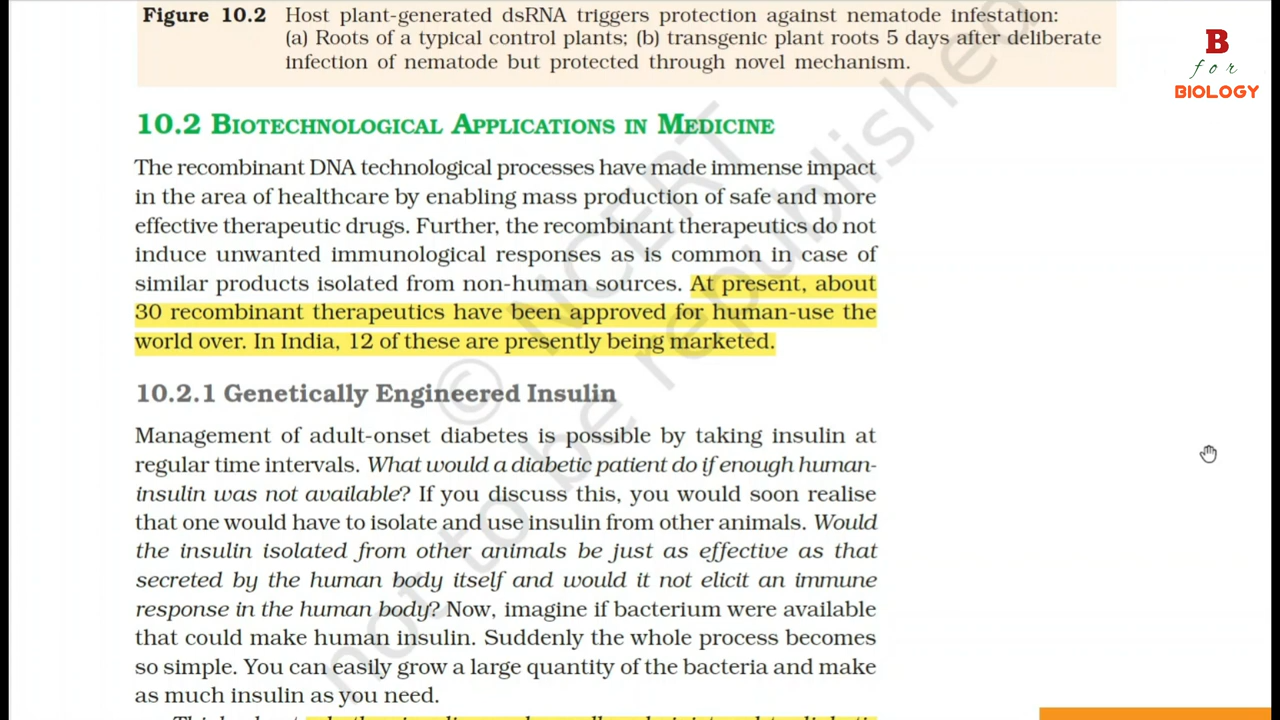 Figure 10.2 Host plant-generated dsRNA triggers protection against nematode infestation:
(a) Roots of a typical control plants; (b) transgenic plant roots 5 days after deliberate
infection of nematode but protected through novel mechanism.
B
for
BIOLOGY
10.2 BIOTECHNOLOGICAL APPLICATIONS IN MEDICINE
The recombinant DNA technological processes have made immense impact
in the area of healthcare by enabling mass production of safe and more
effective therapeutic drugs. Further, the recombinant therapeutics do not
induce unwanted immunological responses as is common in case of
similar products isolated from non-human sources. At present, about
30 recombinant therapeutics have been approved for human-use the
world over. In India, 12 of these are presently being marketed.
10.2.1 Genetically Engineered Insulin
Management of adult-onset diabetes is possible by taking insulin at
regular time intervals. What would a diabetic patient do if enough human-
insulin was not available? If you discuss this, you would soon realise
that one would have to isolate and use insulin from other animals. Would
the insulin isolated from other animals be just as effective as that
secreted by the human body itself and would it not elicit an immune
response in the human body? Now, imagine if bacterium were available
that could make human insulin. Suddenly the whole process becomes
so simple. You can easily grow a large quantity of the bacteria and make
as much insulin as you need.
© NCERT
not to be republished